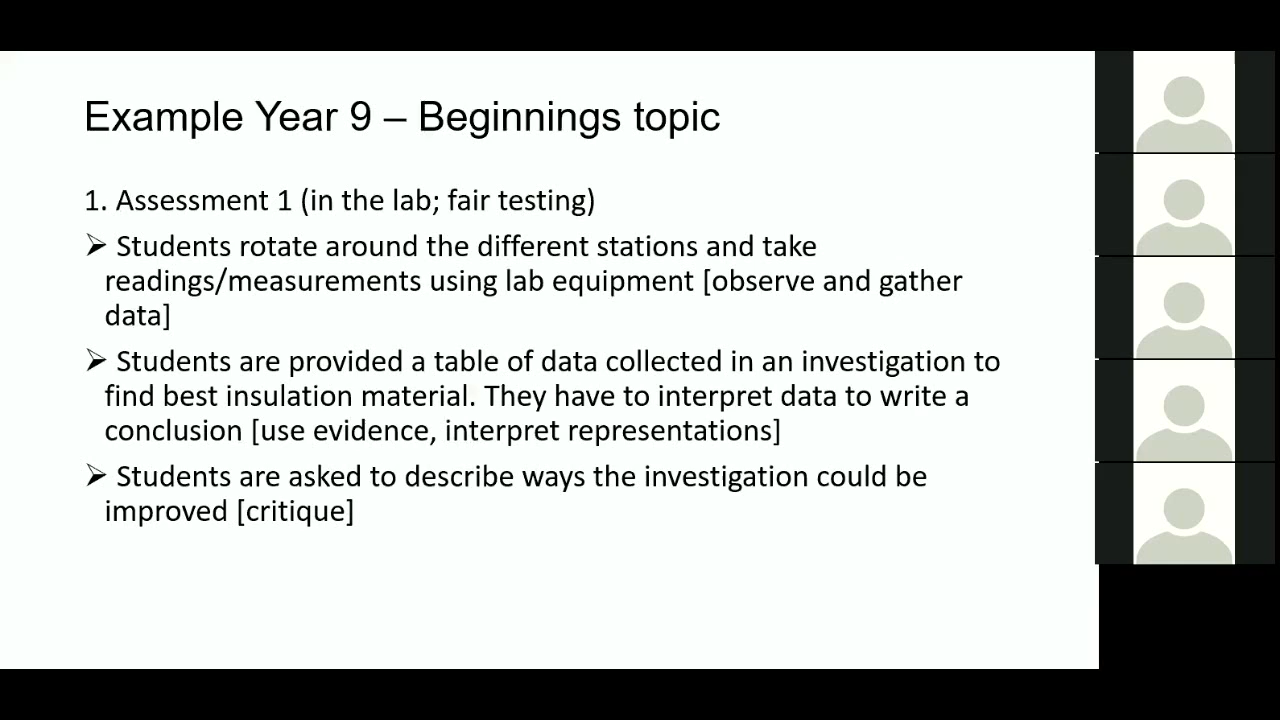 Example Year 9 – Beginnings topic
1. Assessment 1 (in the lab; fair testing)
➢ Students rotate around the different stations and take
readings/measurements using lab equipment [observe and gather
data]
➢ Students are provided a table of data collected in an investigation to
find best insulation material. They have to interpret data to write a
conclusion [use evidence, interpret representations]
➢ Students are asked to describe ways the investigation could be
improved [critique]